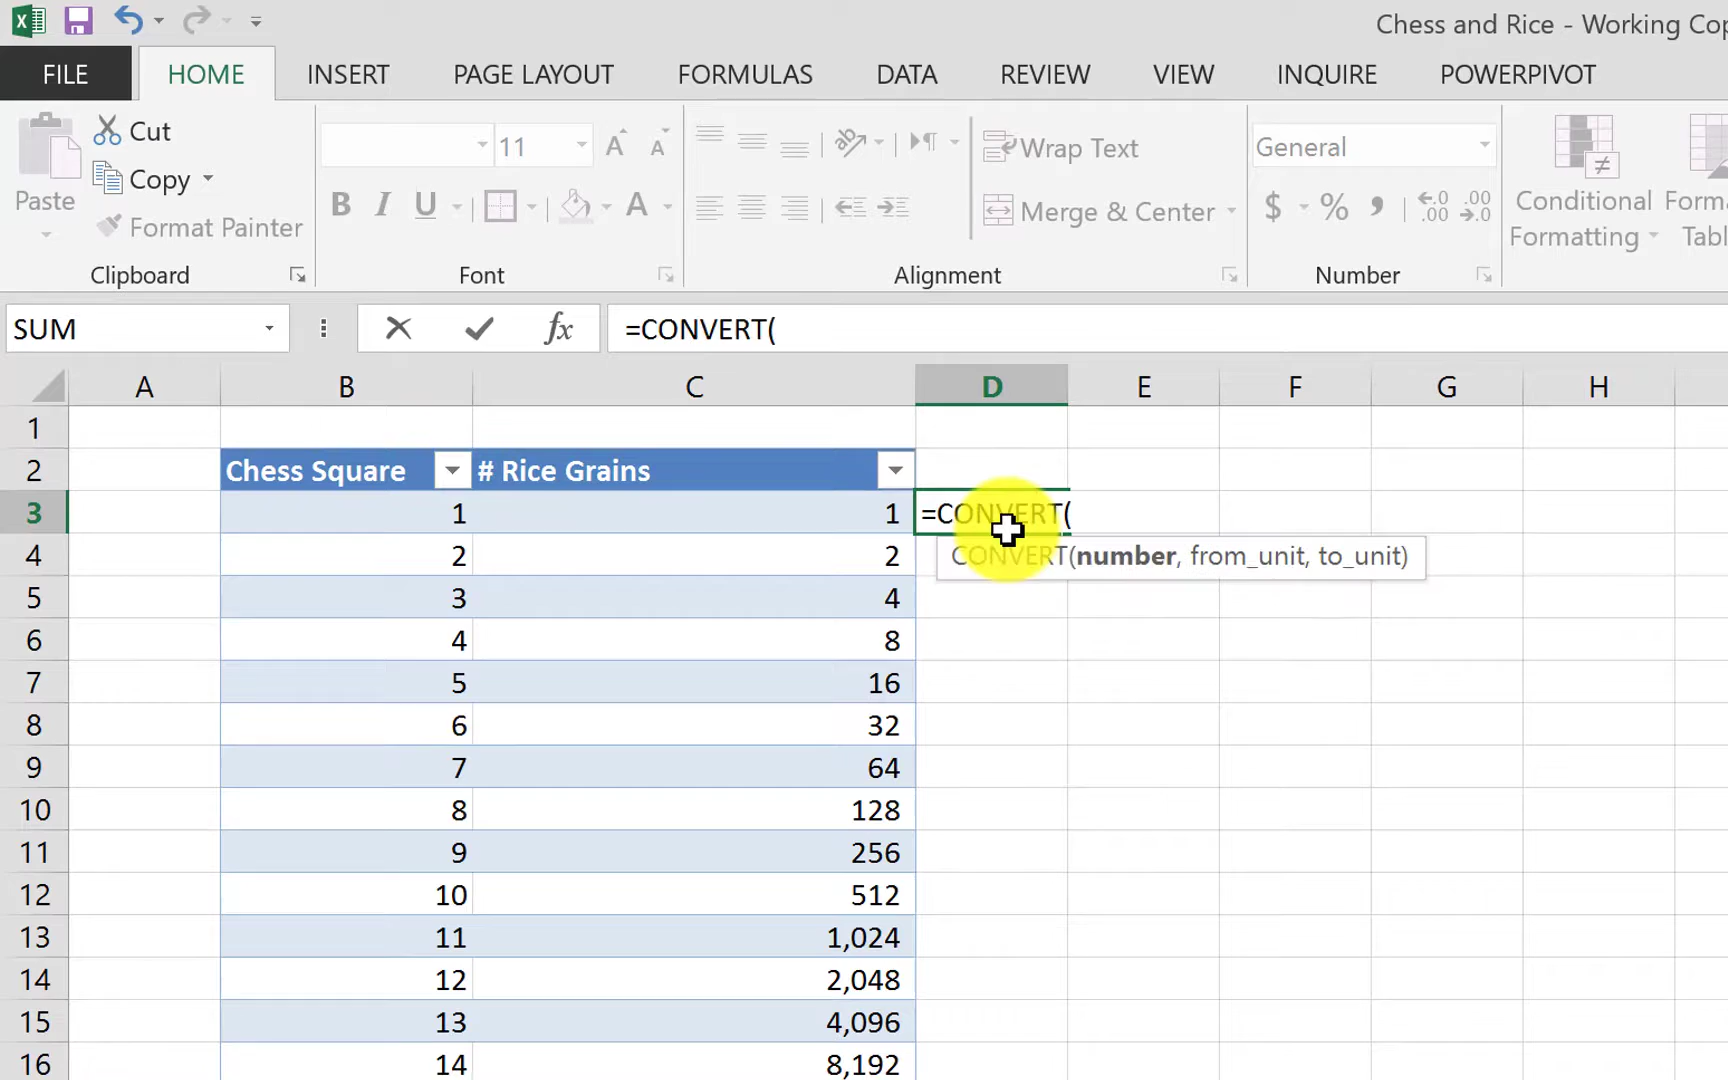 Chess and Rice - Working Cop
FILE HOME INSERT PAGE LAYOUT FORMULAS DATA REVIEW VIEW INQUIRE POWERPIVOT
Paste
Cut
Copy
Format Painter
Clipboard
11
B I U A
Font
Wrap Text
Merge & Center
Alignment
General
$ % , .00 .00
Number
Conditional
Formatting
Forma
Tabl
SUM fx =CONVERT(
A B C D E F G H
1
2 Chess Square # Rice Grains
3 1 1 =CONVERT(
CONVERT(number, from_unit, to_unit)
4 2 2
5 3 4
6 4 8
7 5 16
8 6 32
9 7 64
10 8 128
11 9 256
12 10 512
13 11 1,024
14 12 2,048
15 13 4,096
16 14 8,192